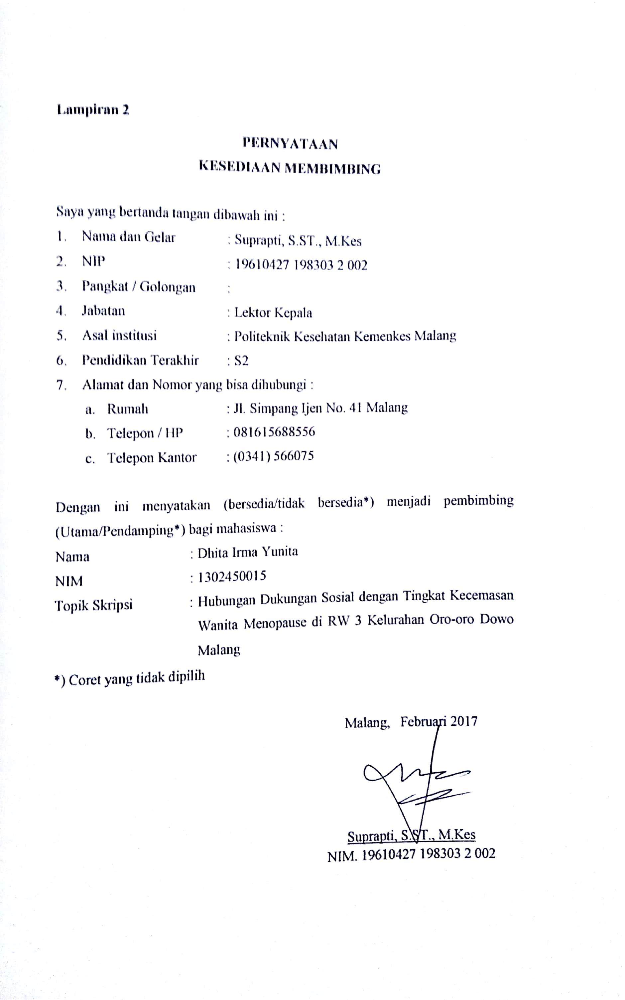 Lampiran 2
PERNYATAAN
KESEDIAAN MEMBIMBING
Saya yang bertanda tangan dibawah ini :
1. Nama dan Gelar : Suprapti, S.ST., M.Kes
2. NIP : 19610427 198303 2 002
3. Pangkat / Golongan :
4. Jabatan : Lektor Kepala
5. Asal institusi : Politeknik Kesehatan Kemenkes Malang
6. Pendidikan Terakhir : S2
7. Alamat dan Nomor yang bisa dihubungi :
a. Rumah : Jl. Simpang Ijen No. 41 Malang
b. Telepon / HP : 081615688556
c. Telepon Kantor : (0341) 566075
Dengan ini menyatakan (bersedia/tidak bersedia*) menjadi pembimbing
(Utama/Pendamping*) bagi mahasiswa :
Nama : Dhita Irma Yunita
NIM : 1302450015
Topik Skripsi : Hubungan Dukungan Sosial dengan Tingkat Kecemasan
Wanita Menopause di RW 3 Kelurahan Oro-oro Dowo
Malang
*) Coret yang tidak dipilih
Malang, Februari 2017
Suprapti, S.ST., M.Kes
NIM. 19610427 198303 2 002